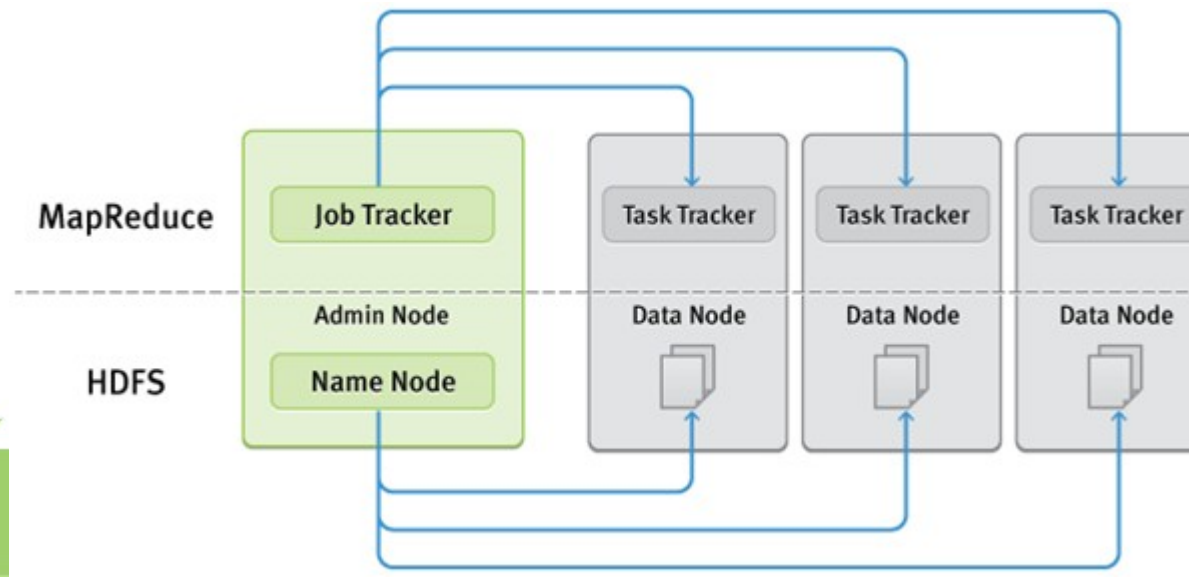 MapReduce
Job Tracker
Task Tracker
Task Tracker
Task Tracker
Admin Node
Data Node
Data Node
Data Node
HDFS
Name Node